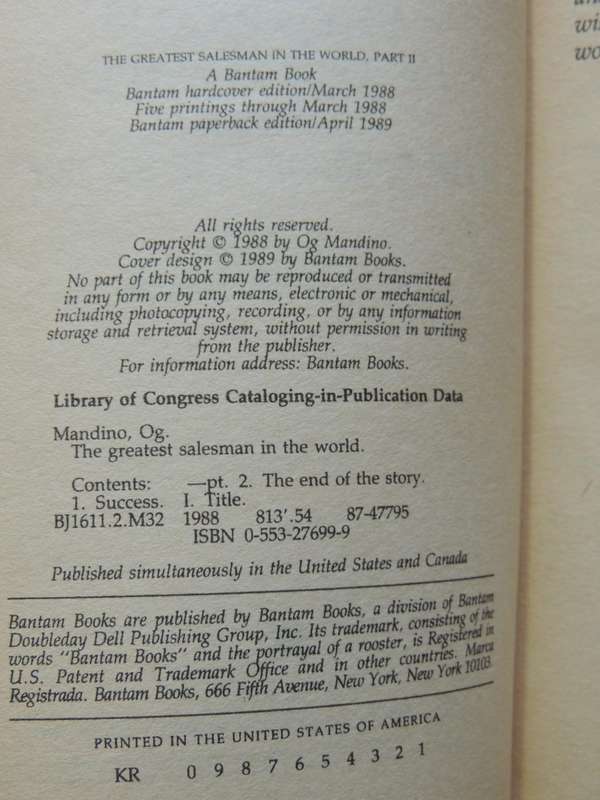 THE GREATEST SALESMAN IN THE WORLD, PART II
A Bantam Book
Bantam hardcover edition/March 1988
Five printings through March 1988
Bantam paperback edition/April 1989
All rights reserved.
Copyright © 1988 by Og Mandino.
Cover design © 1989 by Bantam Books.
No part of this book may be reproduced or transmitted
in any form or by any means, electronic or mechanical,
including photocopying, recording, or by any information
storage and retrieval system, without permission in writing
from the publisher.
For information address: Bantam Books.
Library of Congress Cataloging-in-Publication Data
Mandino, Og.
The greatest salesman in the world.
Contents: —pt. 2. The end of the story.
1. Success. I. Title.
BJ1611.2.M32 1988 813'.54 87-47795
ISBN 0-553-27699-9
Published simultaneously in the United States and Canada
Bantam Books are published by Bantam Books, a division of Bantam
Doubleday Dell Publishing Group, Inc. Its trademark, consisting of the
words "Bantam Books" and the portrayal of a rooster, is Registered in
U.S. Patent and Trademark Office and in other countries. Marca
Registrada. Bantam Books, 666 Fifth Avenue, New York, New York 10103.
PRINTED IN THE UNITED STATES OF AMERICA
KR 0 9 8 7 6 5 4 3 2 1